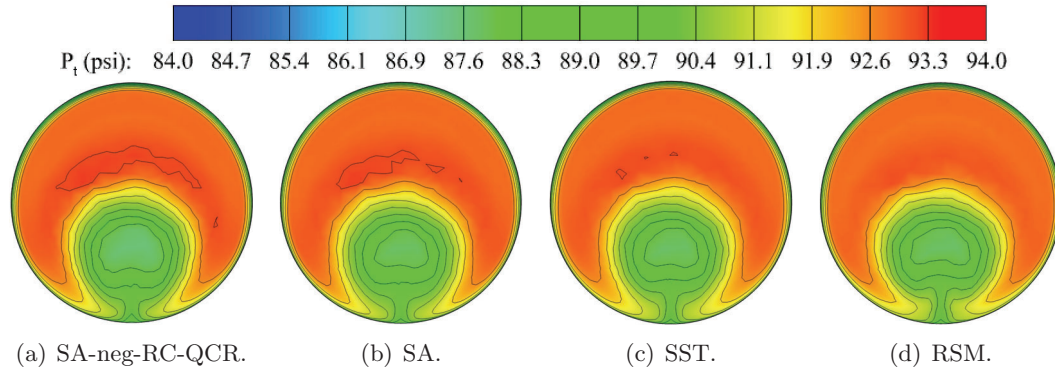 P_t (psi): 84.0 84.7 85.4 86.1 86.9 87.6 88.3 89.0 89.7 90.4 91.1 91.9 92.6 93.3 94.0
(a) SA-neg-RC-QCR. (b) SA. (c) SST. (d) RSM.